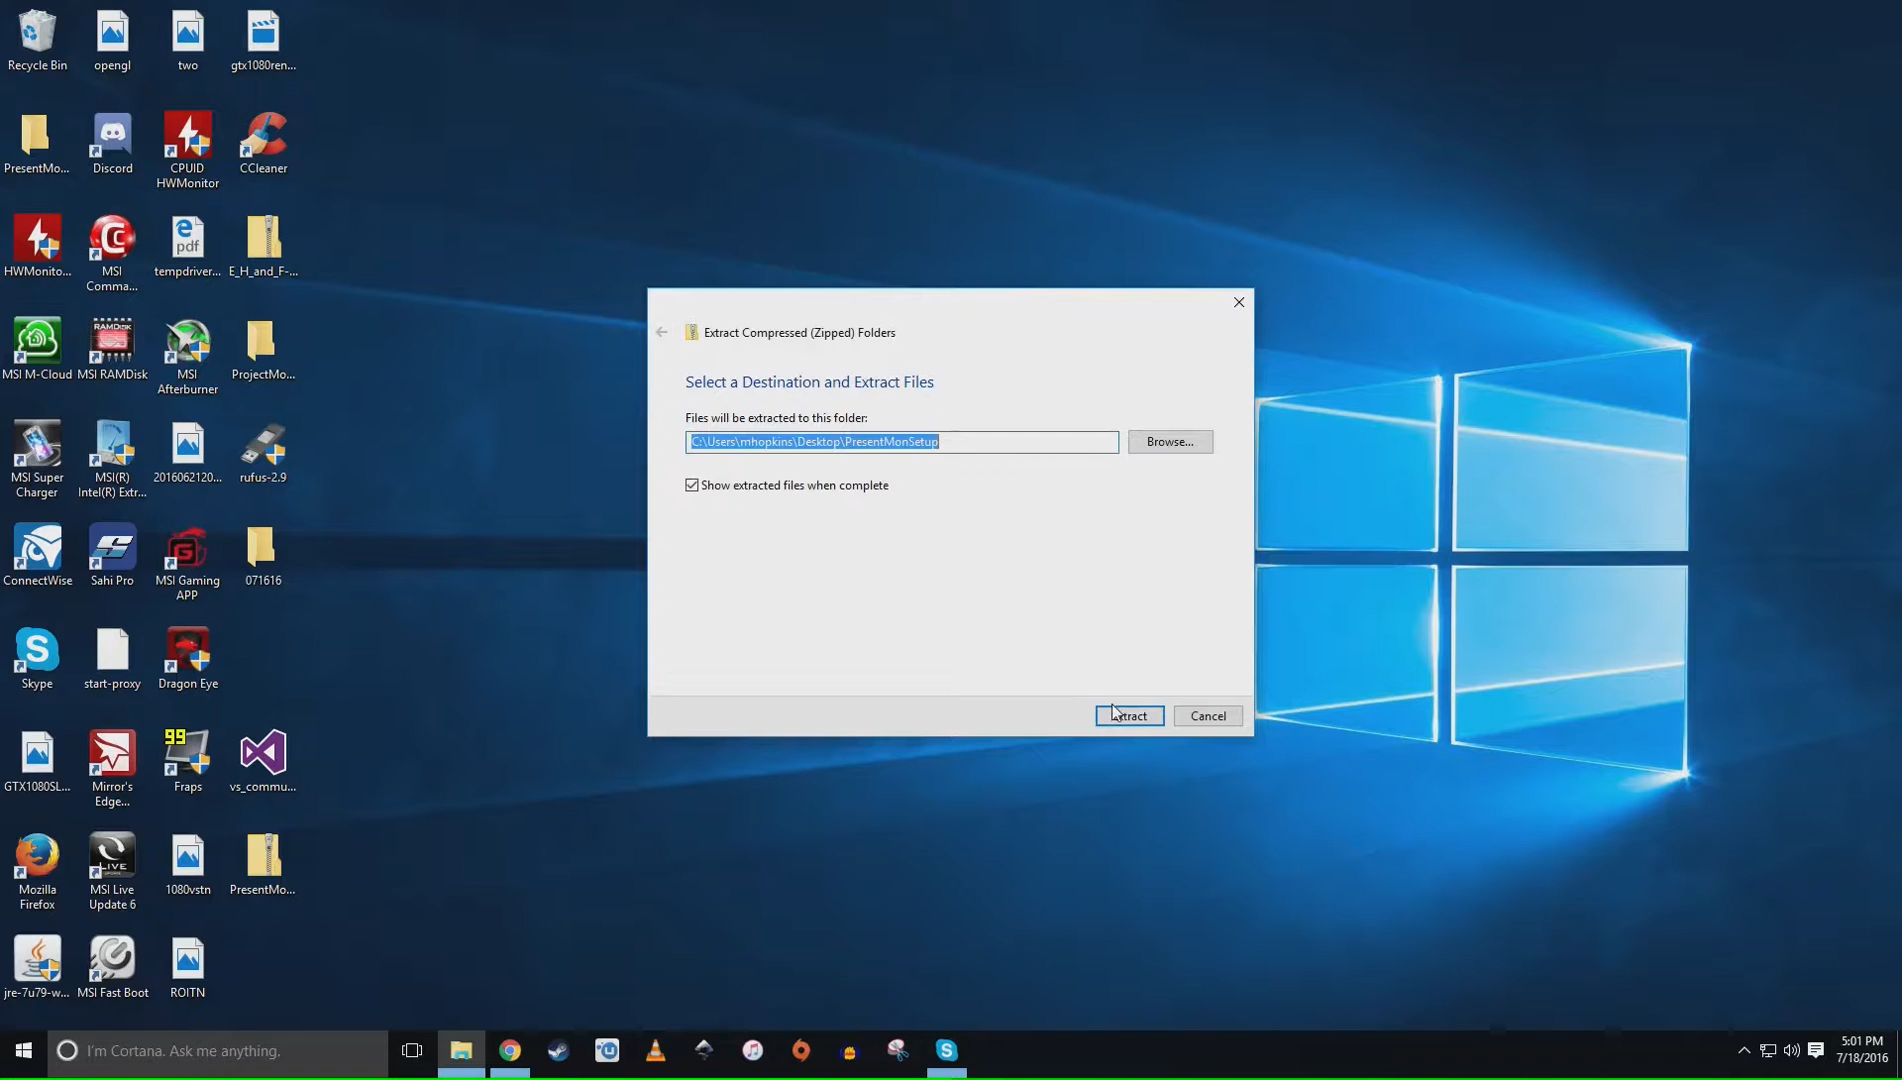 Recycle Bin
opengl
two
gtx1080ren...
PresentMo...
Discord
CPUID
HWMonitor
CCleaner
HWMonito...
MSI
Comma...
pdf
tempdriver...
E_H_and_F-...
MSI M-Cloud
RAMDisk
MSI RAMDisk
MSI
Afterburner
ProjectMo...
MSI Super
Charger
MSI(R)
Intel(R) Extr...
2016062120...
rufus-2.9
ConnectWise
Sahi Pro
MSI Gaming
APP
071616
Skype
start-proxy
Dragon Eye
GTX1080SL...
Mirror's
Edge...
99
Fraps
vs_commu...
Mozilla
Firefox
LIVE
MSI Live
Update 6
1080vstn
PresentMo...
jre-7u79-w...
MSI Fast Boot
ROITN
Extract Compressed (Zipped) Folders
Select a Destination and Extract Files
Files will be extracted to this folder:
C:\Users\mhopkins\Desktop\PresentMonSetup
Browse...
Show extracted files when complete
Extract
Cancel
I'm Cortana. Ask me anything.
5:01 PM
7/18/2016